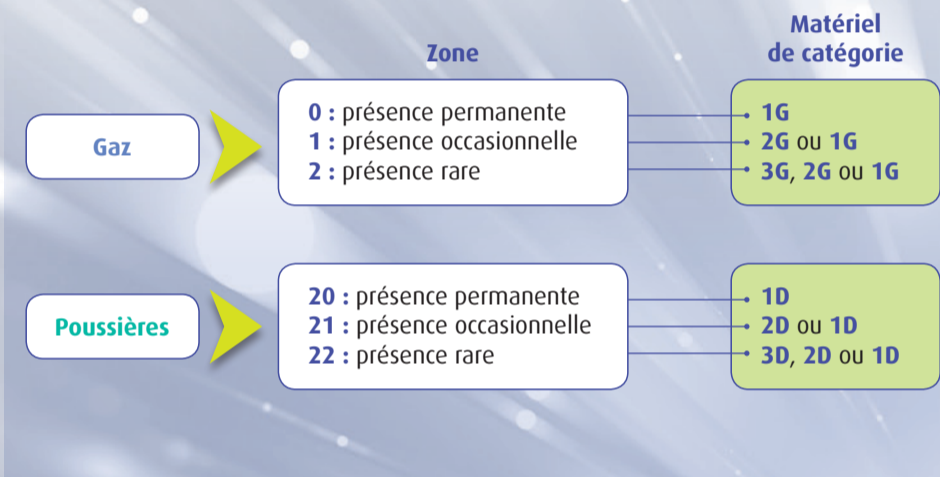 Zone
Matériel
de catégorie
Gaz
0 : présence permanente
1 : présence occasionnelle
2 : présence rare
1G
2G ou 1G
3G, 2G ou 1G
Poussières
20 : présence permanente
21 : présence occasionnelle
22 : présence rare
1D
2D ou 1D
3D, 2D ou 1D